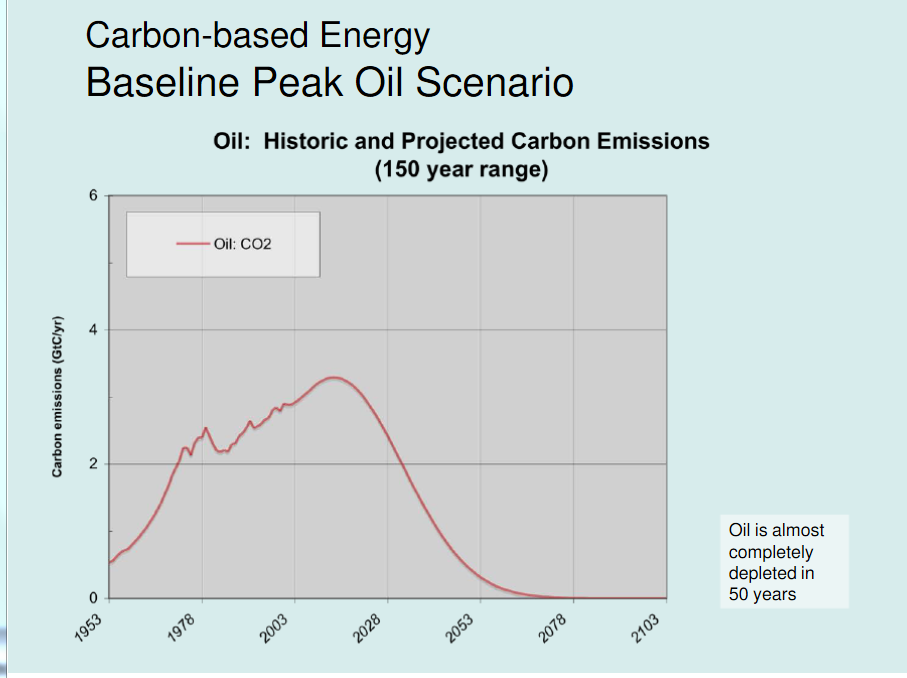 Carbon-based Energy
Baseline Peak Oil Scenario
Oil:  Historic and Projected Carbon Emissions
(150 year range)
6
Oil: CO2
4
Carbon emissions (GtC/yr)
2
0
1953
1978
2003
2028
2053
2078
2103
Oil is almost
completely
depleted in
50 years